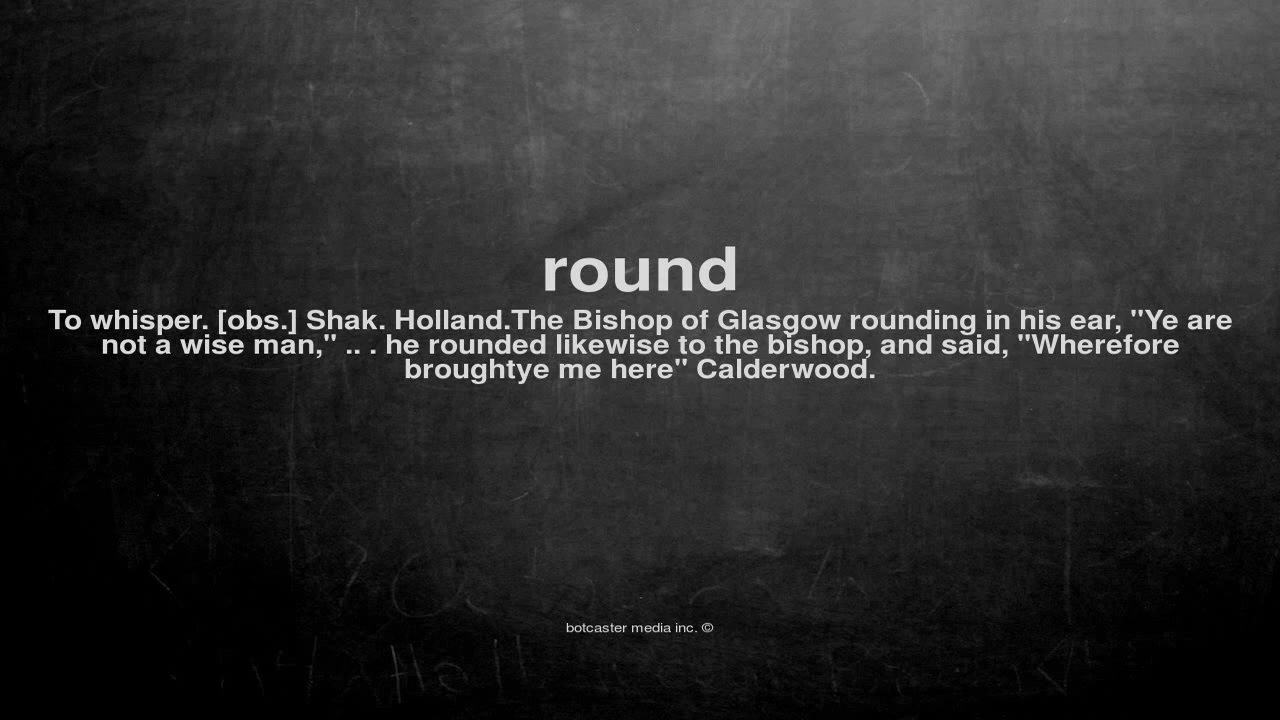 round
To whisper. [obs.] Shak. Holland.The Bishop of Glasgow rounding in his ear, "Ye are
not a wise man," .. . he rounded likewise to the bishop, and said, "Wherefore
broughtye me here" Calderwood.
botcaster media inc. ©